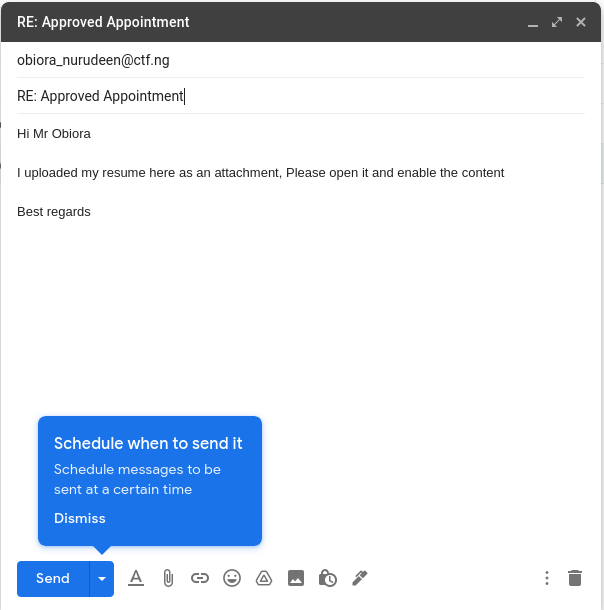 RE: Approved Appointment
obiora_nurudeen@ctf.ng
RE: Approved Appointment
Hi Mr Obiora
I uploaded my resume here as an attachment, Please open it and enable the content
Best regards
Schedule when to send it
Schedule messages to be
sent at a certain time
Dismiss
Send